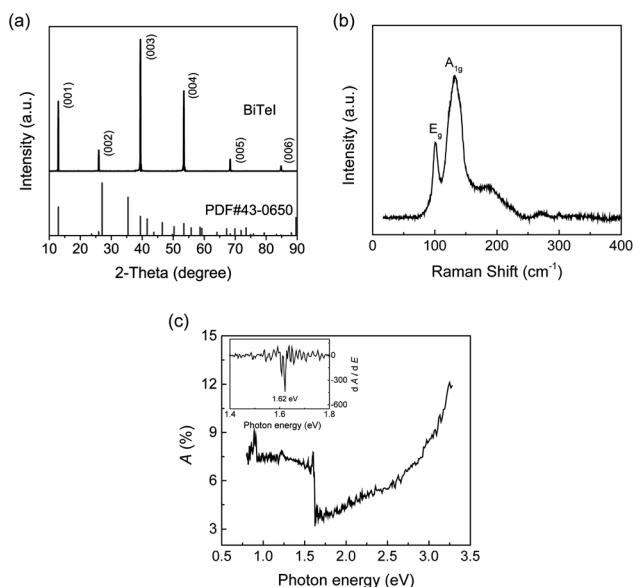 (a)
Intensity (a.u.)
(001)
(002)
(003)
(004)
(005)
(006)
BiTeI
PDF#43-0650
10 20 30 40 50 60 70 80 90
2-Theta (degree)
(b)
Intensity (a.u.)
Eg
A1g
0 100 200 300 400
Raman Shift (cm-1)
(c)
A (%)
15
12
9
6
3
0.5 1.0 1.5 2.0 2.5 3.0 3.5
Photon energy (eV)
1.62 eV
0
-300
-600
dA/dE
1.4 1.6 1.8
Photon energy (eV)